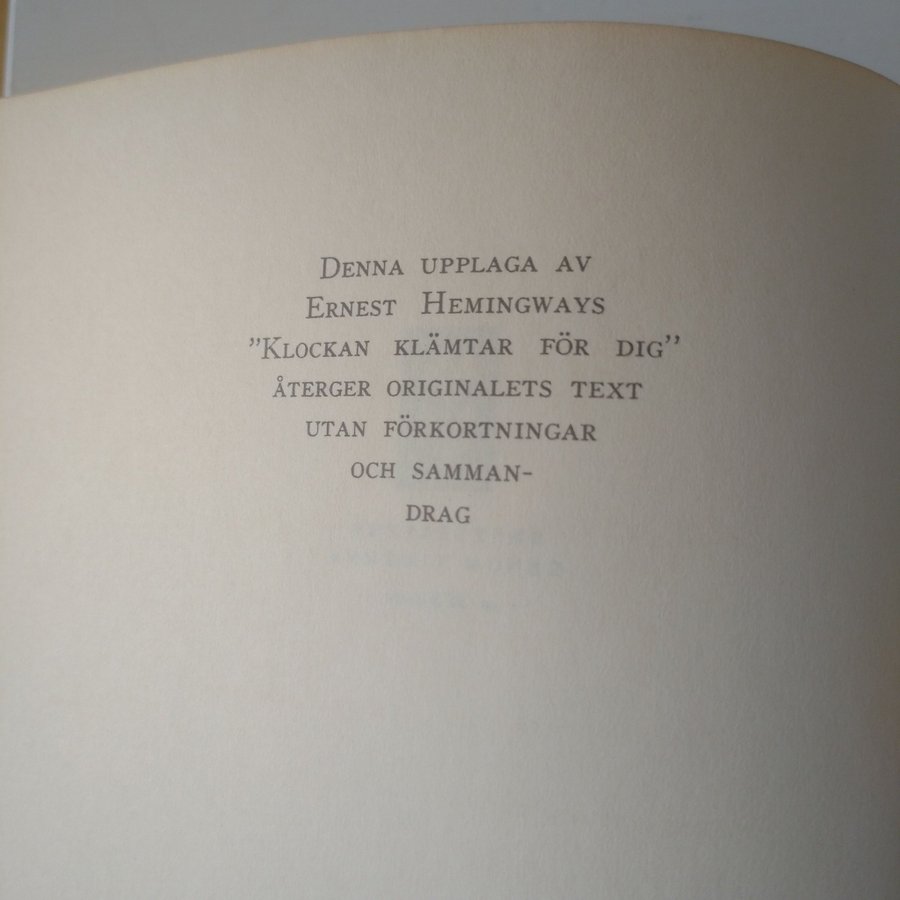 Denna upplaga av
Ernest Hemingways
”Klockan klämtar för dig”
återger originalets text
utan förkortningar
och samman-
drag